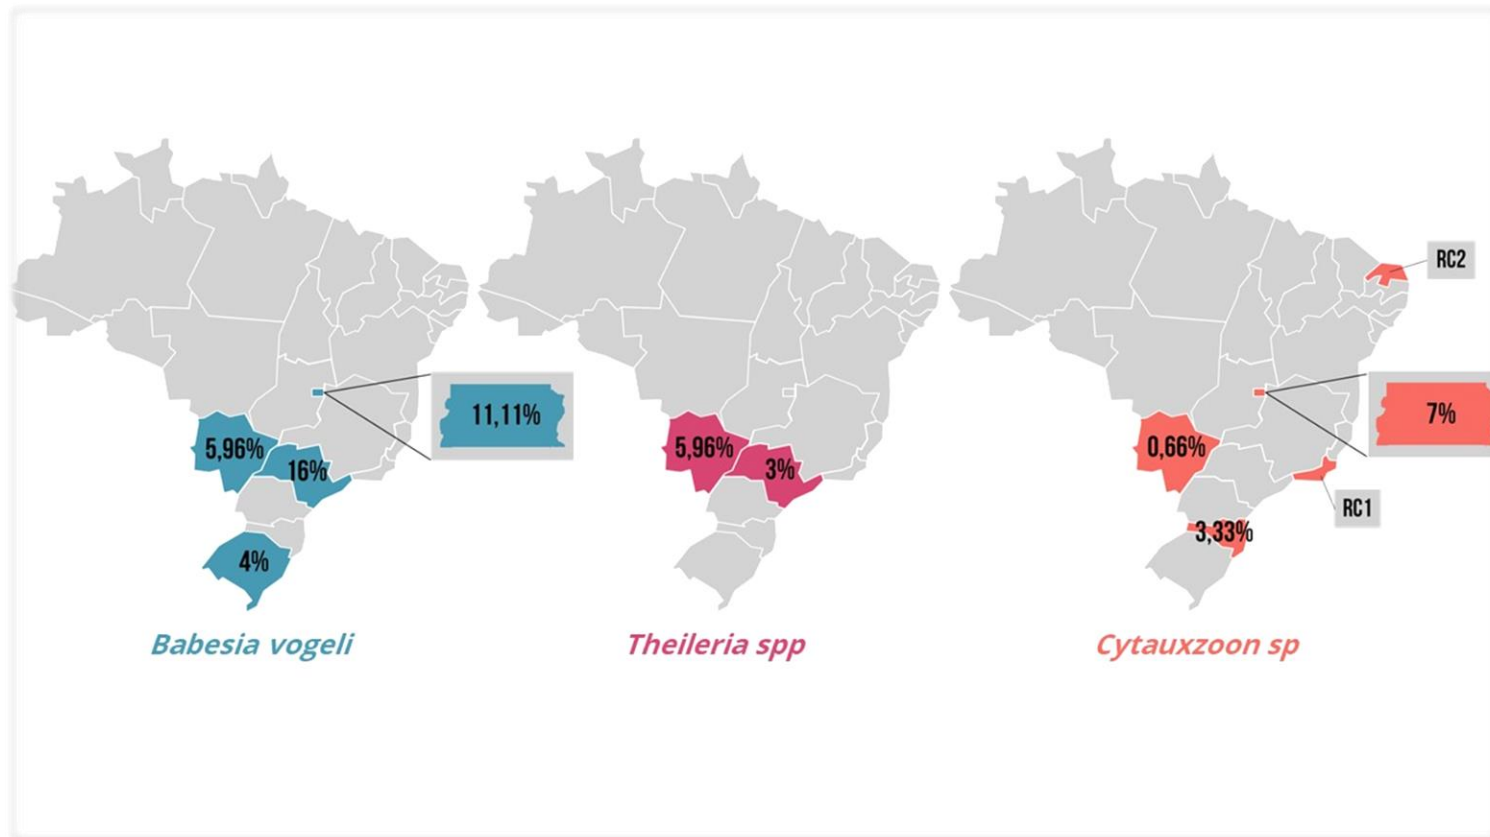 5,96%
16%
11,11%
4%
Babesia vogeli
5,96%
3%
Theileria spp
RC2
7%
0,66%
RC1
3,33%
Cytauxzoon sp